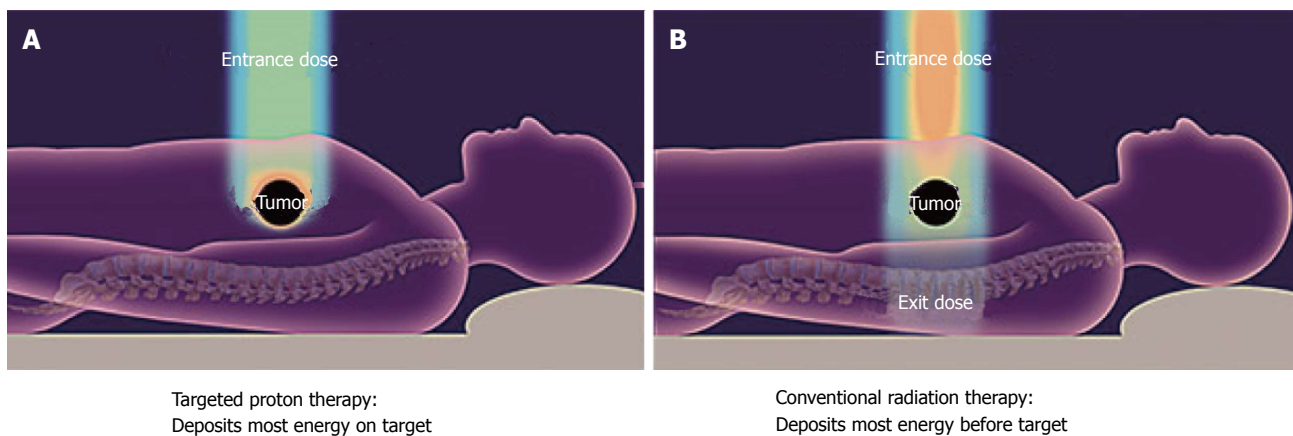 A
Entrance dose
Tumor
Targeted proton therapy:
Deposits most energy on target
B
Entrance dose
Tumor
Exit dose
Conventional radiation therapy:
Deposits most energy before target